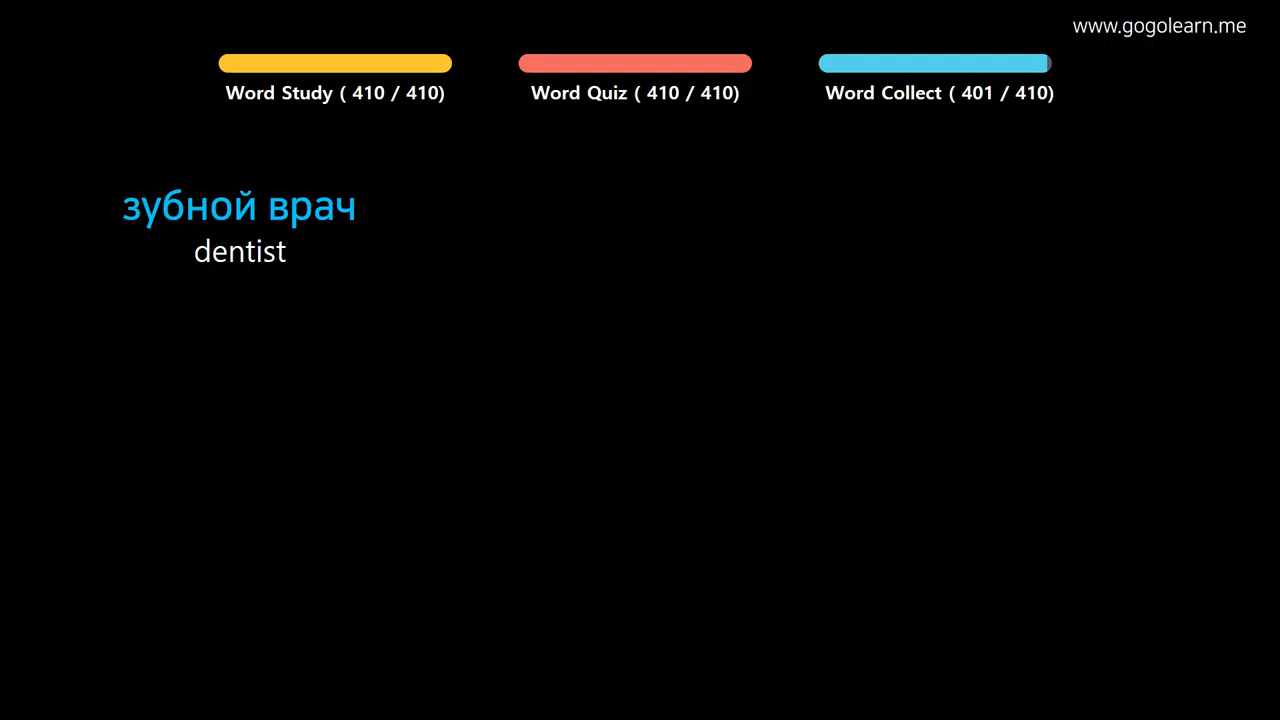 www.gogolearn.me
Word Study ( 410 / 410)
Word Quiz ( 410 / 410)
Word Collect ( 401 / 410)
зубной врач
dentist